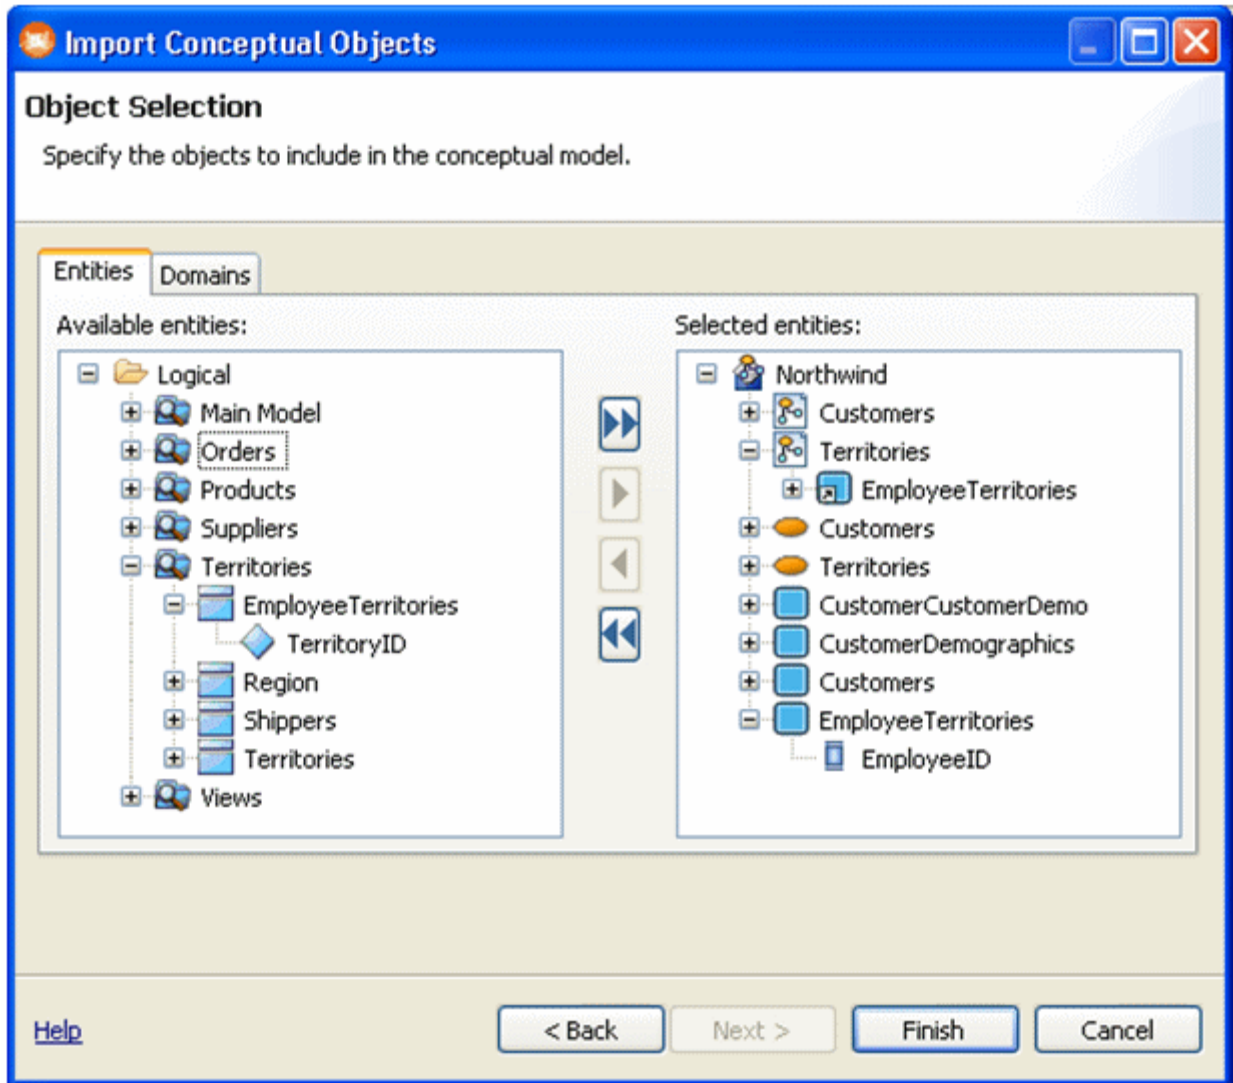 Import Conceptual Objects
Object Selection
Specify the objects to include in the conceptual model.
Entities
Domains
Available entities:
Logical
Main Model
Orders
Products
Suppliers
Territories
EmployeeTerritories
TerritoryID
Region
Shippers
Territories
Views
Selected entities:
Northwind
Customers
Territories
EmployeeTerritories
Customers
Territories
CustomerCustomerDemo
CustomerDemographics
Customers
EmployeeTerritories
EmployeeID
Help
< Back
Next >
Finish
Cancel